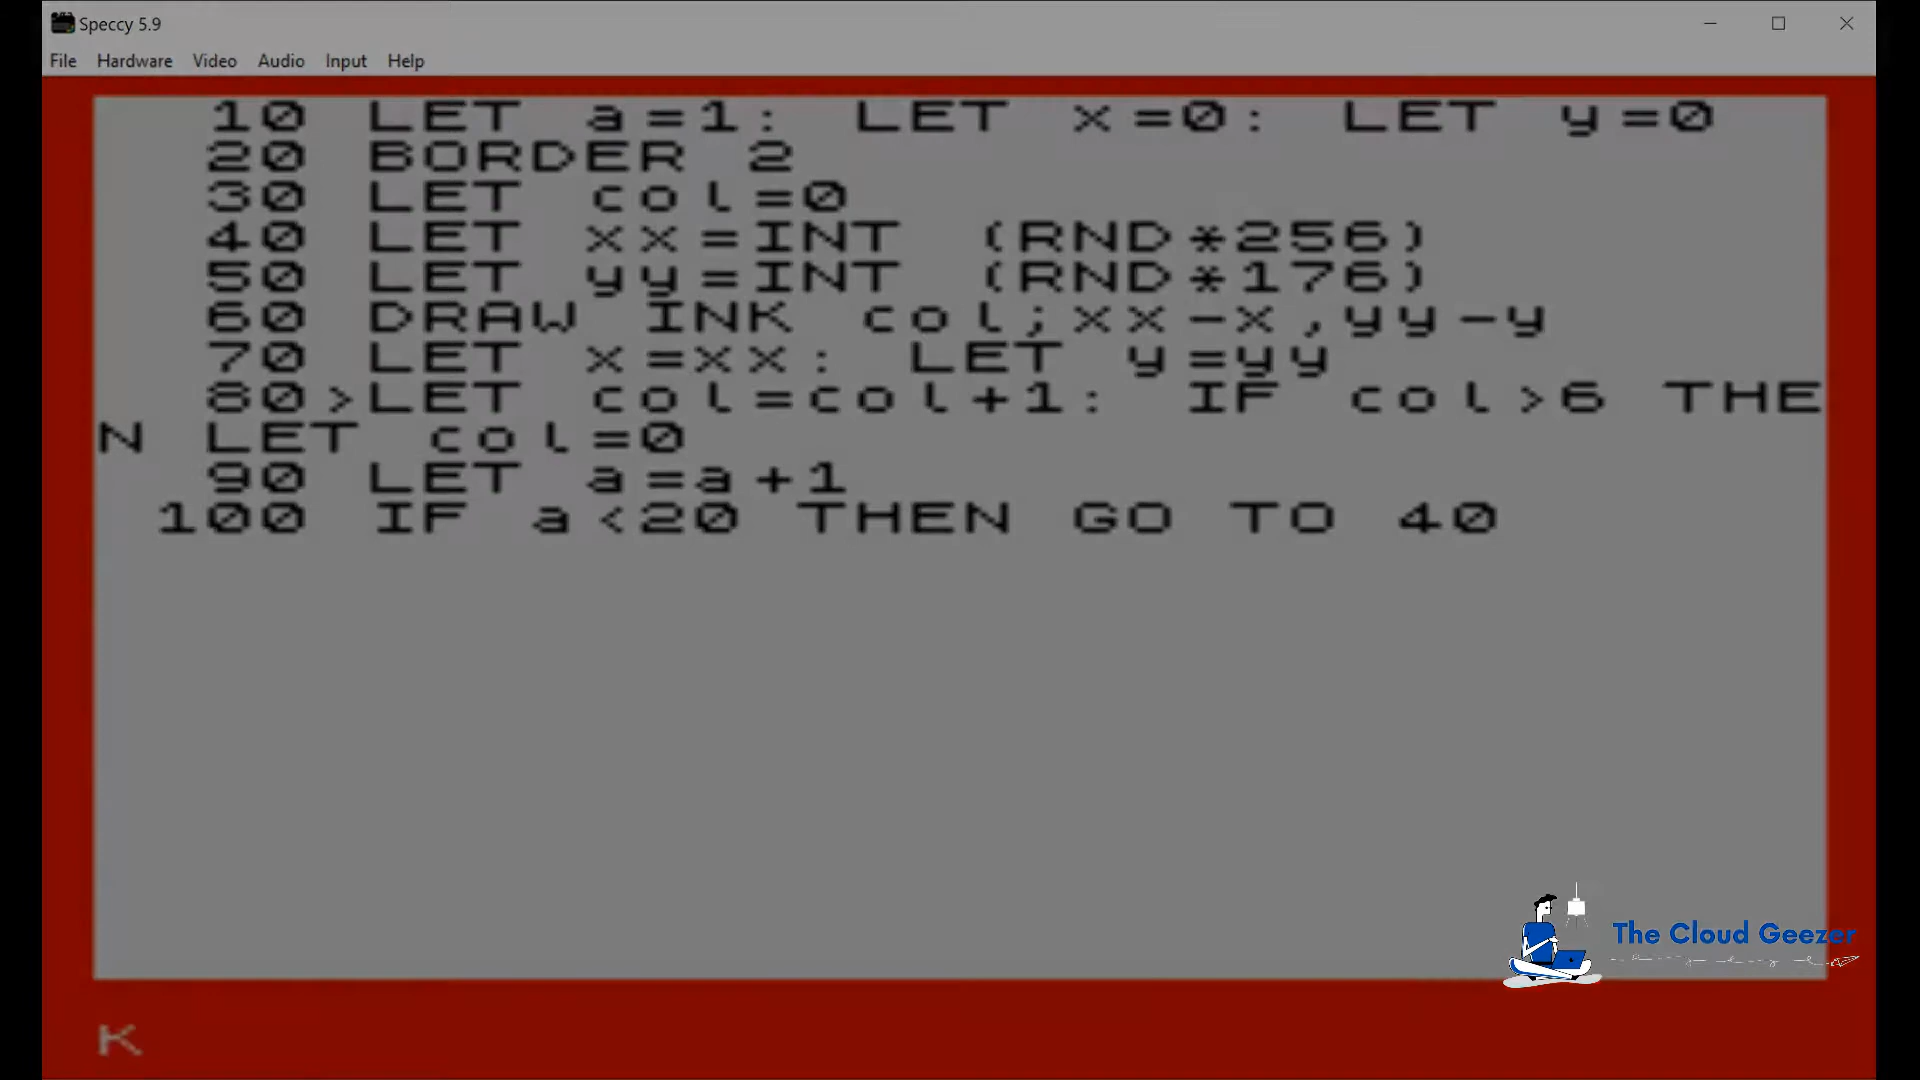 Speccy 5.9
File Hardware Video Audio Input Help
10 LET a=1: LET x=0: LET y=0
20 BORDER 2
30 LET col=0
40 LET xx=INT (RND*256)
50 LET yy=INT (RND*176)
60 DRAW INK col;xx-x,yy-y
70 LET x=xx: LET y=yy
80>LET col=col+1: IF col>6 THE
N LET col=0
90 LET a=a+1
100 IF a<20 THEN GO TO 40
The Cloud Geezer
K